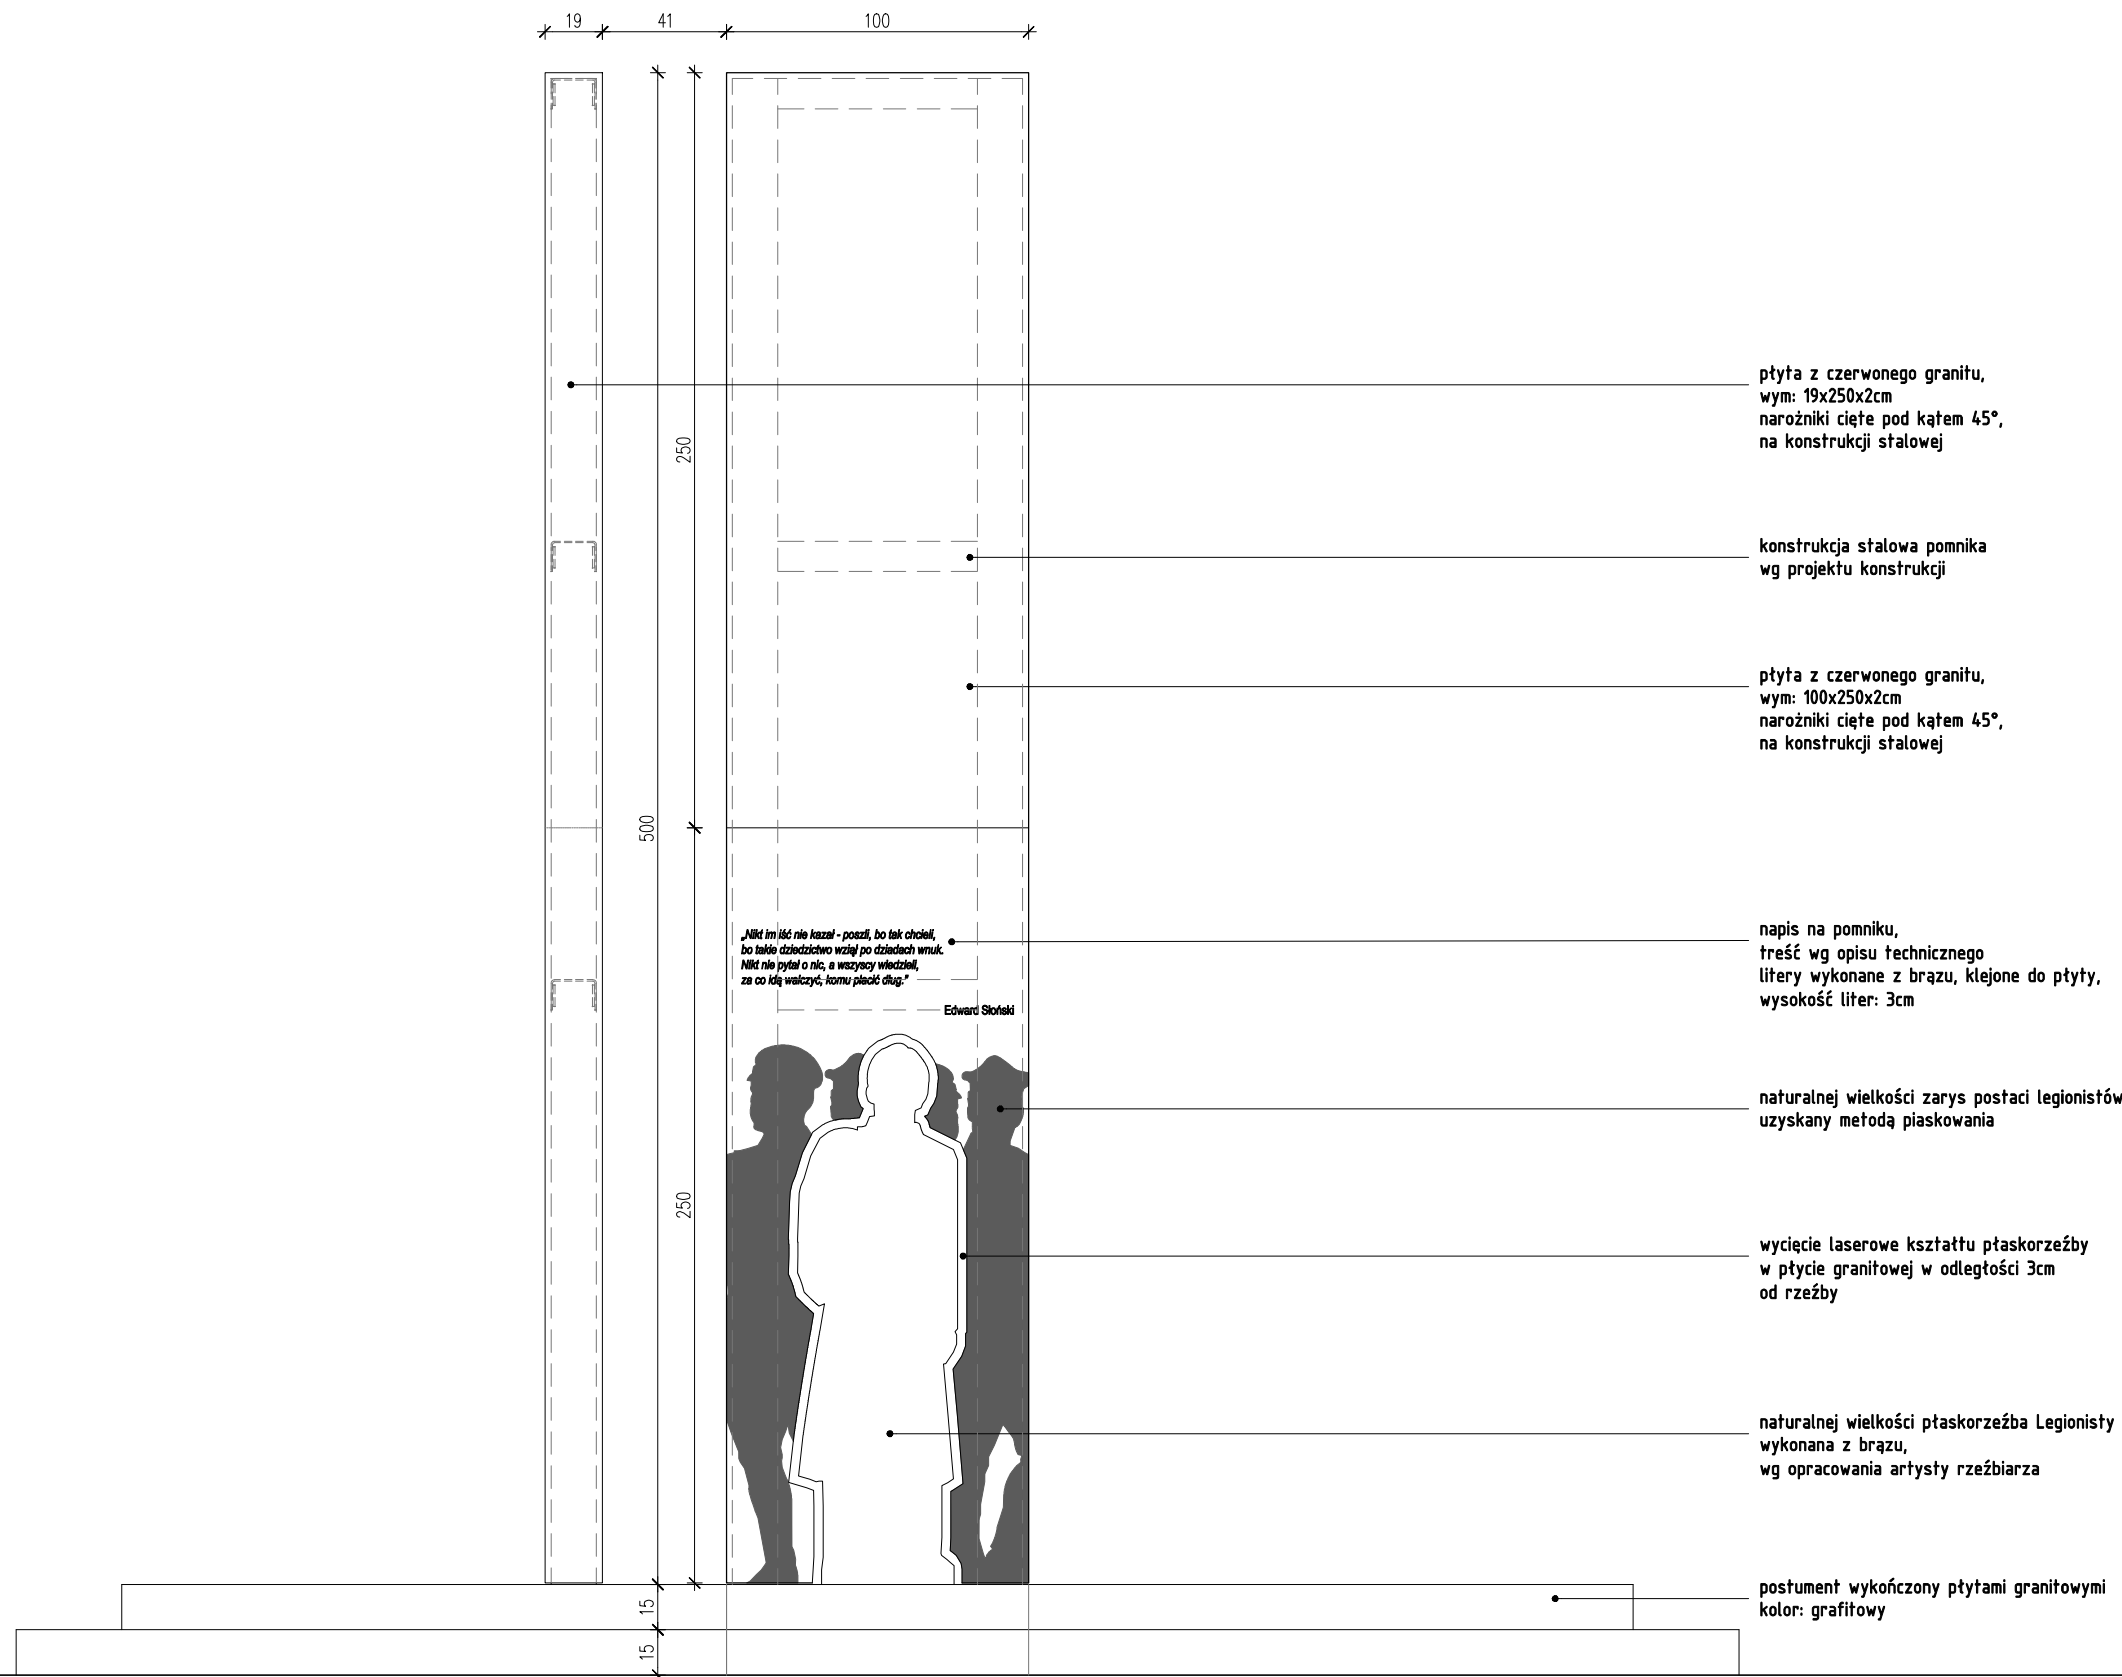 19
41
100
płyta z czerwonego granitu,
wym: 19x250x2cm
narożniki cięte pod kątem 45°,
na konstrukcji stalowej
250
konstrukcja stalowa pomnika
wg projektu konstrukcji
płyta z czerwonego granitu,
wym: 100x250x2cm
narożniki cięte pod kątem 45°,
na konstrukcji stalowej
500
„Nikt im iść nie kazał - poszli, bo tak chcieli,
bo takie dziedzictwo wziął po dziadach wnuk.
Nikt nie pytał o nic, a wszyscy wiedzieli,
za co idą walczyć, komu płacić dług."
Edward Słoński
napis na pomniku,
treść wg opisu technicznego
litery wykonane z brązu, klejone do płyty,
wysokość liter: 3cm
naturalnej wielkości zarys postaci legionistów
uzyskany metodą piaskowania
250
wycięcie laserowe kształtu płaskorzeźby
w płycie granitowej w odległości 3cm
od rzeźby
naturalnej wielkości płaskorzeźba Legionisty
wykonana z brązu,
wg opracowania artysty rzeźbiarza
15
postument wykończony płytami granitowymi
kolor: grafitowy
15